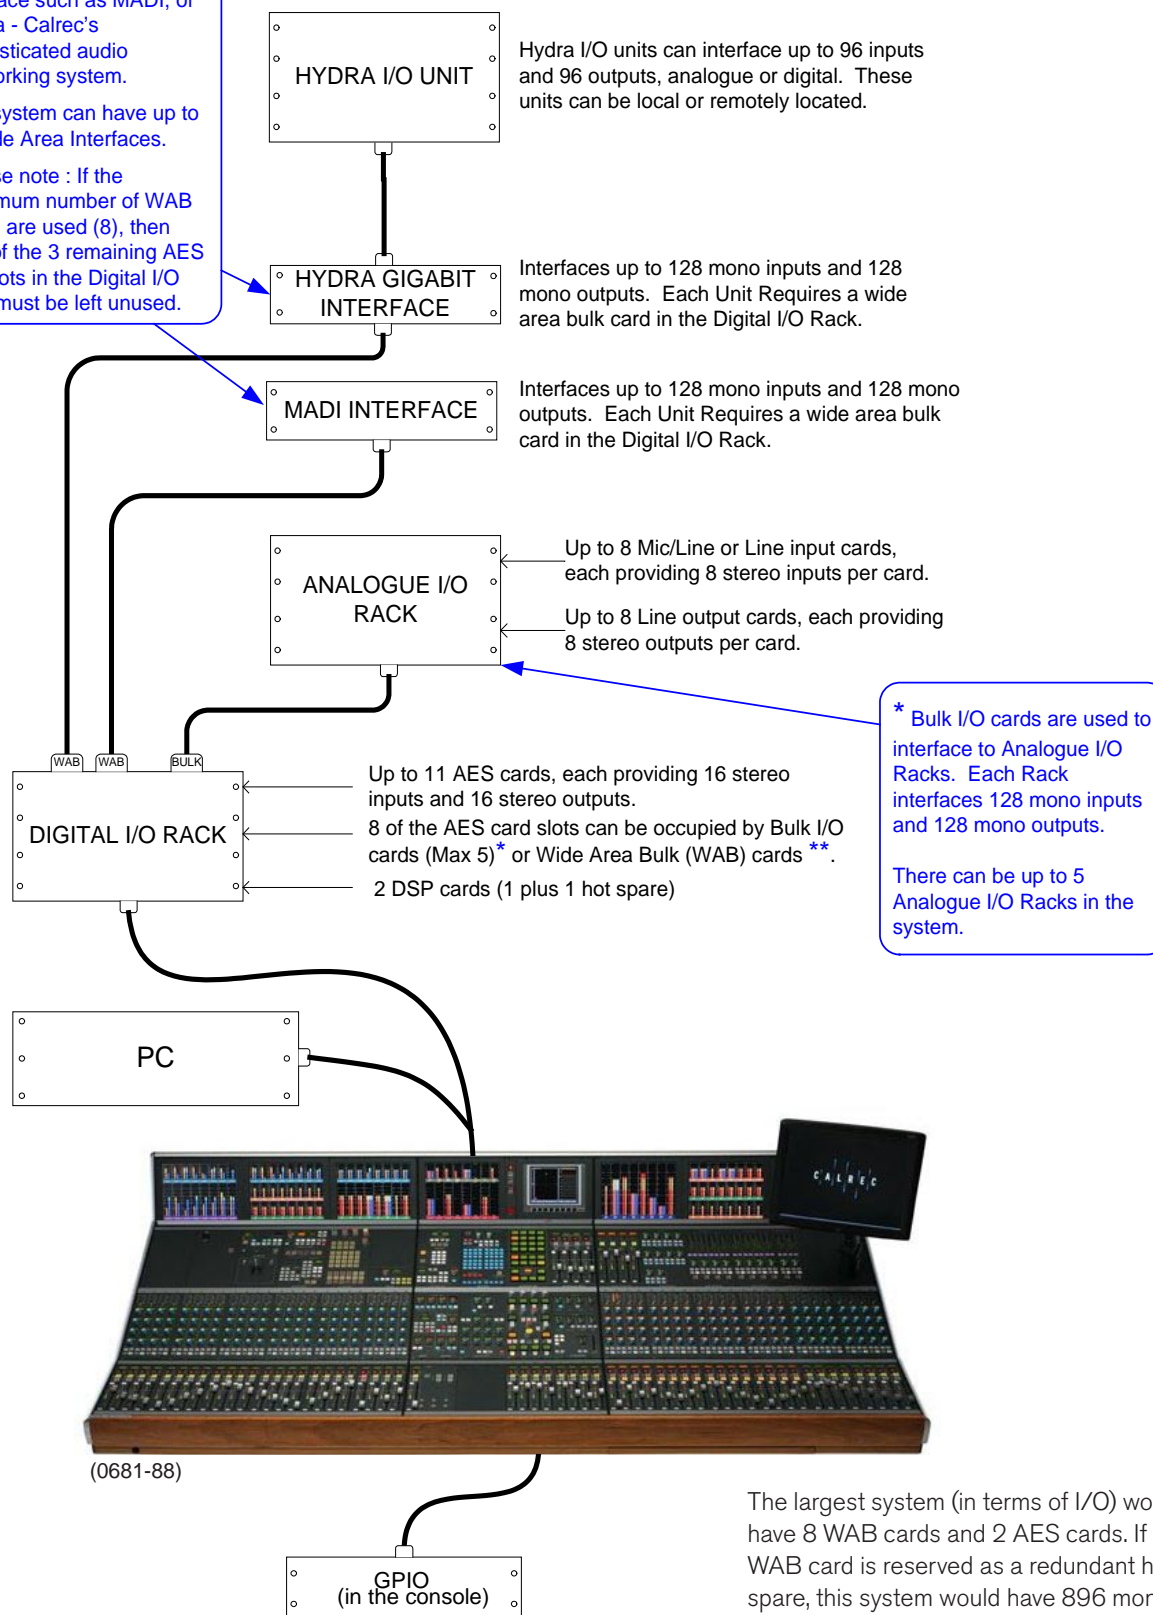 such as MADI, or
- Calrec's
audio
system.
system can have up to
Area Interfaces.
note : If the
number of WAB
are used (8), then
of the 3 remaining AES
in the Digital I/O
must be left unused.
HYDRA I/O UNIT
Hydra I/O units can interface up to 96 inputs
and 96 outputs, analogue or digital. These
units can be local or remotely located.
HYDRA GIGABIT
INTERFACE
Interfaces up to 128 mono inputs and 128
mono outputs. Each Unit Requires a wide
area bulk card in the Digital I/O Rack.
MADI INTERFACE
Interfaces up to 128 mono inputs and 128 mono
outputs. Each Unit Requires a wide area bulk
card in the Digital I/O Rack.
ANALOGUE I/O
RACK
Up to 8 Mic/Line or Line input cards,
each providing 8 stereo inputs per card.
Up to 8 Line output cards, each providing
8 stereo outputs per card.
* Bulk I/O cards are used to
interface to Analogue I/O
Racks. Each Rack
interfaces 128 mono inputs
and 128 mono outputs.
There can be up to 5
Analogue I/O Racks in the
system.
WAB
WAB
BULK
DIGITAL I/O RACK
Up to 11 AES cards, each providing 16 stereo
inputs and 16 stereo outputs.
8 of the AES card slots can be occupied by Bulk I/O
cards (Max 5)* or Wide Area Bulk (WAB) cards **.
2 DSP cards (1 plus 1 hot spare)
PC
CALREC
(0681-88)
GPIO
(in the console)
The largest system (in terms of I/O)
have 8 WAB cards and 2 AES cards. If
WAB card is reserved as a redundant
spare, this system would have 896